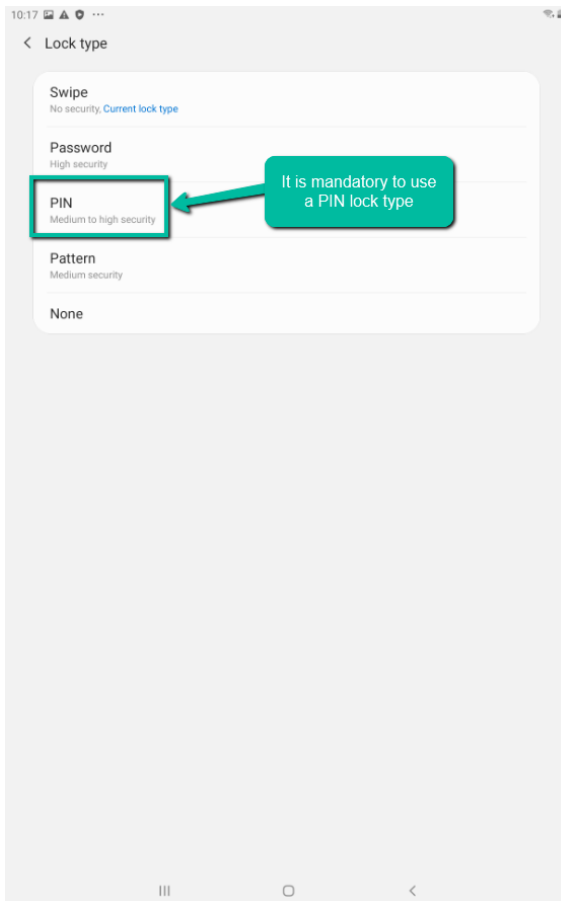 10:17 ...
Lock type
Swipe
No security, Current lock type
Password
High security
PIN
Medium to high security
It is mandatory to use
a PIN lock type
Pattern
Medium security
None